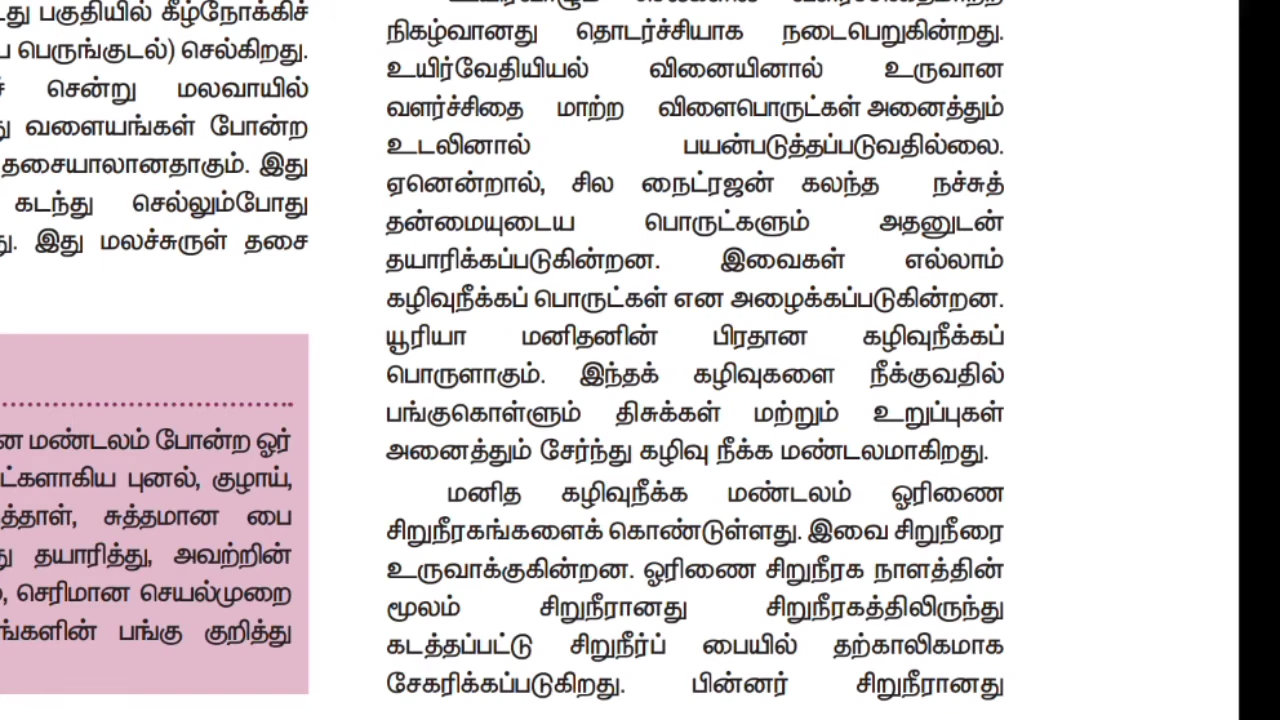 டது பகுதியில் கீழ்நோக்கிச்
பெருங்குடல்) செல்கிறது.
சென்று மலவாயில்
வளையங்கள் போன்ற
தசையாலானதாகும். இது
கடந்து செல்லும்போது
இது மலச்சுருள் தசை
மண்டலம் போன்ற ஓர்
ட்களாகிய புனல், குழாய்,
த்தாள், சுத்தமான பை
தயாரித்து, அவற்றின்
செரிமான செயல்முறை
ங்களின் பங்கு குறித்து
நிகழ்வானது தொடர்ச்சியாக நடைபெறுகின்றது.
உயிர்வேதியியல் வினையினால் உருவான
வளர்ச்சிதை மாற்ற விளைபொருட்கள் அனைத்தும்
உடலினால் பயன்படுத்தப்படுவதில்லை.
ஏனென்றால், சில நைட்ரஜன் கலந்த நச்சுத்
தன்மையுடைய பொருட்களும் அதனுடன்
தயாரிக்கப்படுகின்றன. இவைகள் எல்லாம்
கழிவுநீக்கப் பொருட்கள் என அழைக்கப்படுகின்றன.
யூரியா மனிதனின் பிரதான கழிவுநீக்கப்
பொருளாகும். இந்தக் கழிவுகளை நீக்குவதில்
பங்குகொள்ளும் திசுக்கள் மற்றும் உறுப்புகள்
அனைத்தும் சேர்ந்து கழிவு நீக்க மண்டலமாகிறது.
மனித கழிவுநீக்க மண்டலம் ஓரிணை
சிறுநீரகங்களைக் கொண்டுள்ளது. இவை சிறுநீரை
உருவாக்குகின்றன. ஓரிணை சிறுநீரக நாளத்தின்
மூலம் சிறுநீரானது சிறுநீரகத்திலிருந்து
கடத்தப்பட்டு சிறுநீர்ப் பையில் தற்காலிகமாக
சேகரிக்கப்படுகிறது. பின்னர் சிறுநீரானது